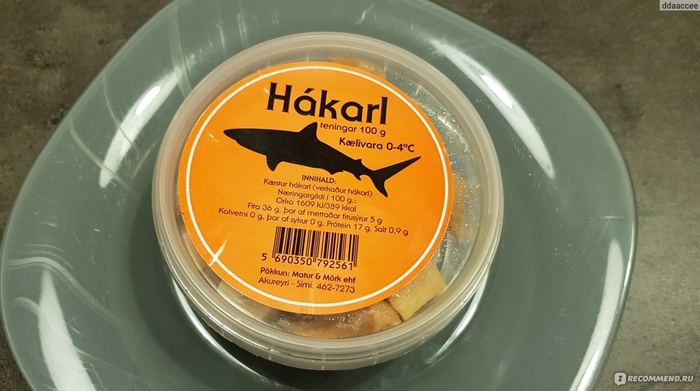 ddaaccee
Hákarl
teningar 100 g
Kælivara 0-4°C
INNIHALD:
Kæstur hákarl (verkaður hákarl)
Næringargildi í 100 g.:
Orka 1609 kJ/389 kkal
Fita 36 g, þar af mettaðar fitusýrur 5 g
Kolvetni 0 g, þar af sykur 0 g, Prótein 17 g, Salt 0,9 g
5 690350 792561
Pökkun: Matur & Mörk ehf
Akureyri - Sími: 462-7273
IRECOMMEND.RU